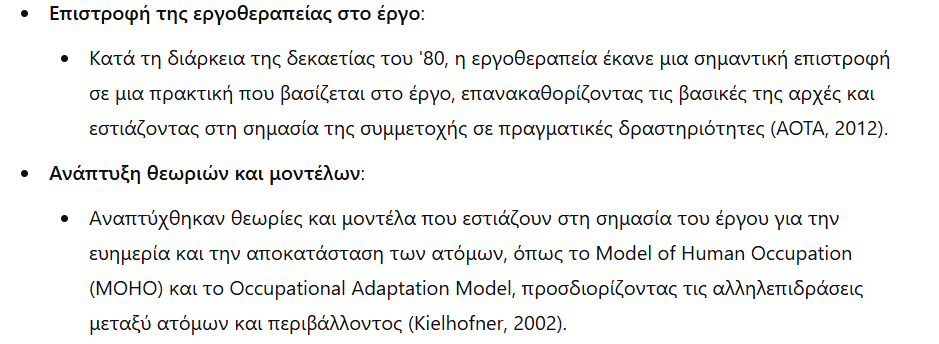 • Επιστροφή της εργοθεραπείας στο έργο:
• Κατά τη διάρκεια της δεκαετίας του '80, η εργοθεραπεία έκανε μια σημαντική επιστροφή
σε μια πρακτική που βασίζεται στο έργο, επανακαθορίζοντας τις βασικές της αρχές και
εστιάζοντας στη σημασία της συμμετοχής σε πραγματικές δραστηριότητες (AOTA, 2012).
• Ανάπτυξη θεωριών και μοντέλων:
• Αναπτύχθηκαν θεωρίες και μοντέλα που εστιάζουν στη σημασία του έργου για την
ευημερία και την αποκατάσταση των ατόμων, όπως το Model of Human Occupation
(MOHO) και το Occupational Adaptation Model, προσδιορίζοντας τις αλληλεπιδράσεις
μεταξύ ατόμων και περιβάλλοντος (Kielhofner, 2002).